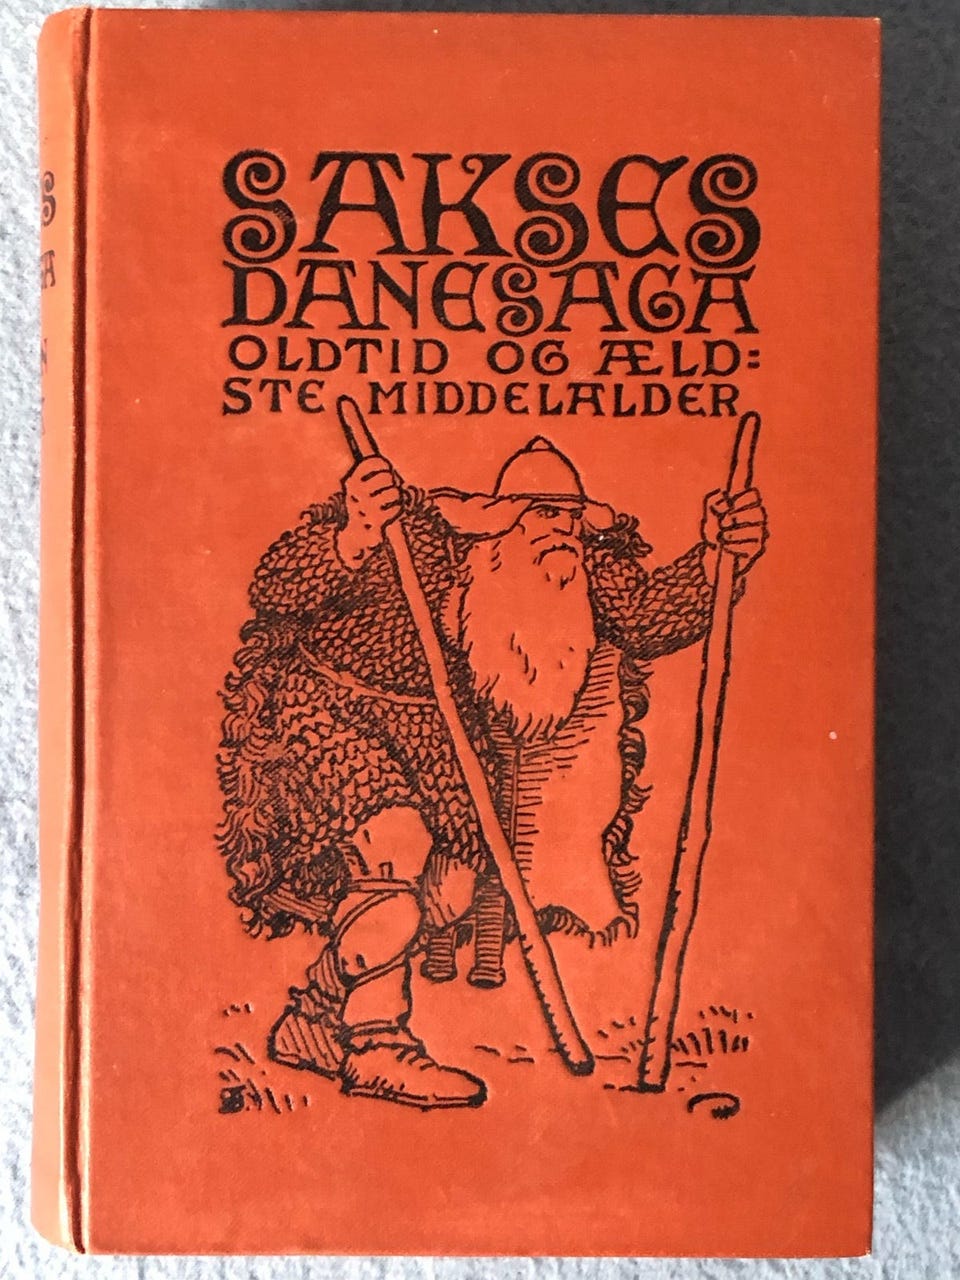 SAKSES
DANESAGA
OLDTID OG ÆLD=
STE MIDDELALDER